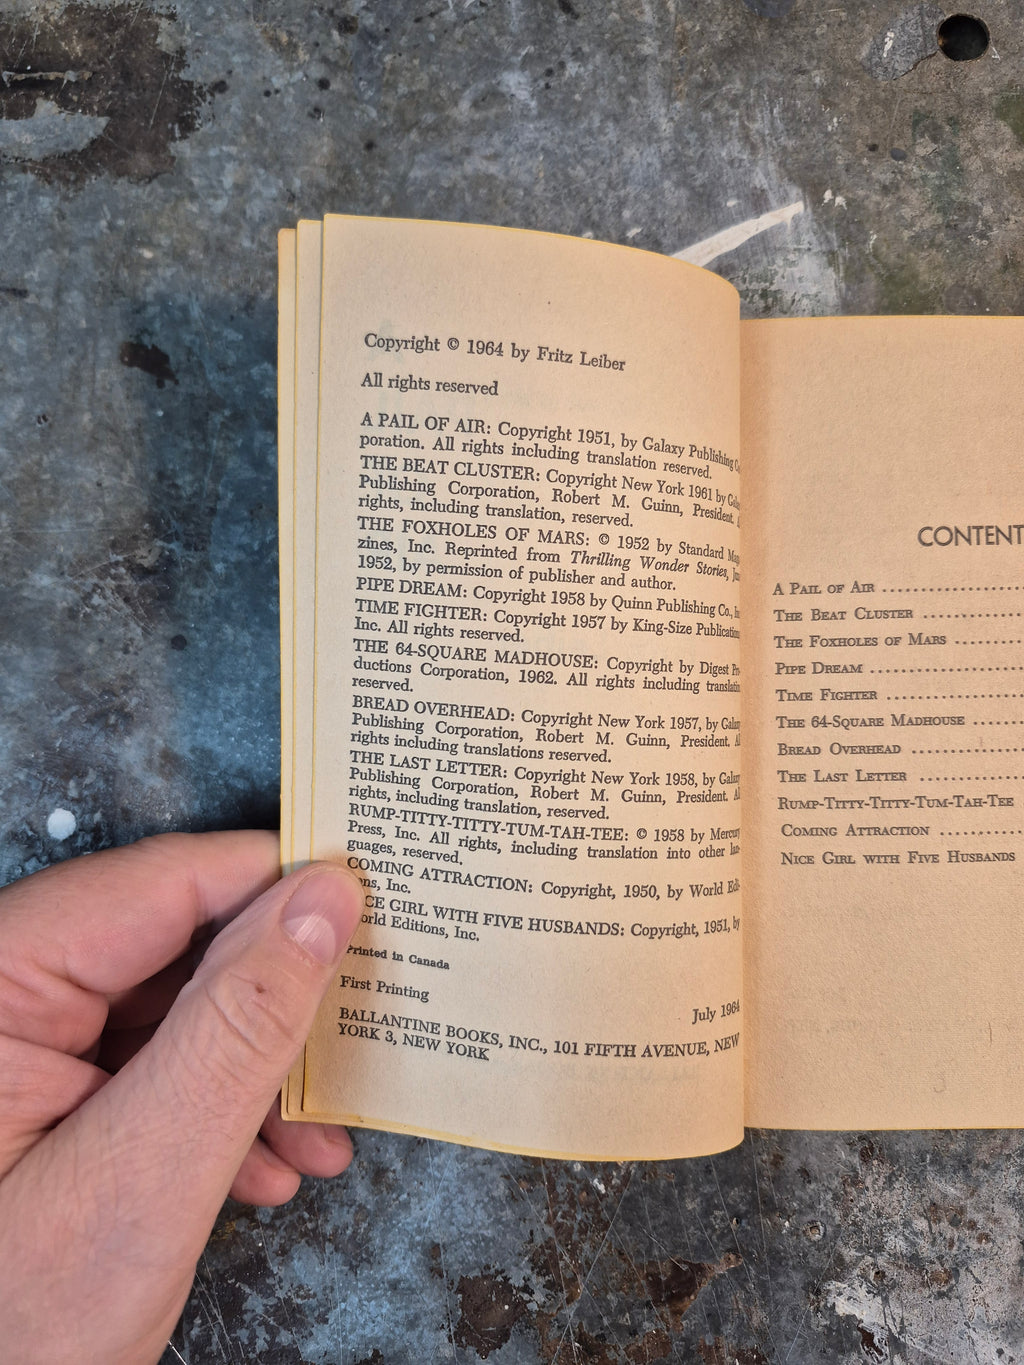 Copyright © 1964 by Fritz Leiber
All rights reserved
A PAIL OF AIR: Copyright 1951, by Galaxy Publishing
poration. All rights including translation reserved.
THE BEAT CLUSTER: Copyright New York 1961 by
Publishing Corporation, Robert M. Guinn, President.
rights, including translation, reserved.
THE FOXHOLES OF MARS: © 1952 by Standard
zines, Inc. Reprinted from Thrilling Wonder Stories,
1952, by permission of publisher and author.
PIPE DREAM: Copyright 1958 by Quinn Publishing Co.,
TIME FIGHTER: Copyright 1957 by King-Size
Inc. All rights reserved.
THE 64-SQUARE MADHOUSE: Copyright by Digest
ductions Corporation, 1962. All rights including
reserved.
BREAD OVERHEAD: Copyright New York 1957, by
Publishing Corporation, Robert M. Guinn, President.
rights including translations reserved.
THE LAST LETTER: Copyright New York 1958, by
Publishing Corporation, Robert M. Guinn, President.
rights, including translation, reserved.
RUMP-TITTY-TITTY-TUM-TAH-TEE: © 1958 by Mercury
Press, Inc. All rights, including translation into other lan-
guages, reserved.
COMING ATTRACTION: Copyright, 1950, by World Edi-
Inc.
GIRL WITH FIVE HUSBANDS: Copyright, 1951, by
Editions, Inc.
Printed in Canada
First Printing
July 1964
BALLANTINE BOOKS, INC., 101 FIFTH AVENUE, NEW
YORK 3, NEW YORK
CONTENT
A Pail of Air ..................
The Beat Cluster ..............
The Foxholes of Mars .........
Pipe Dream ....................
Time Fighter ..................
The 64-Square Madhouse ......
Bread Overhead ...............
The Last Letter ..............
Rump-Titty-Titty-Tum-Tah-Tee
Coming Attraction ...........
Nice Girl with Five Husbands